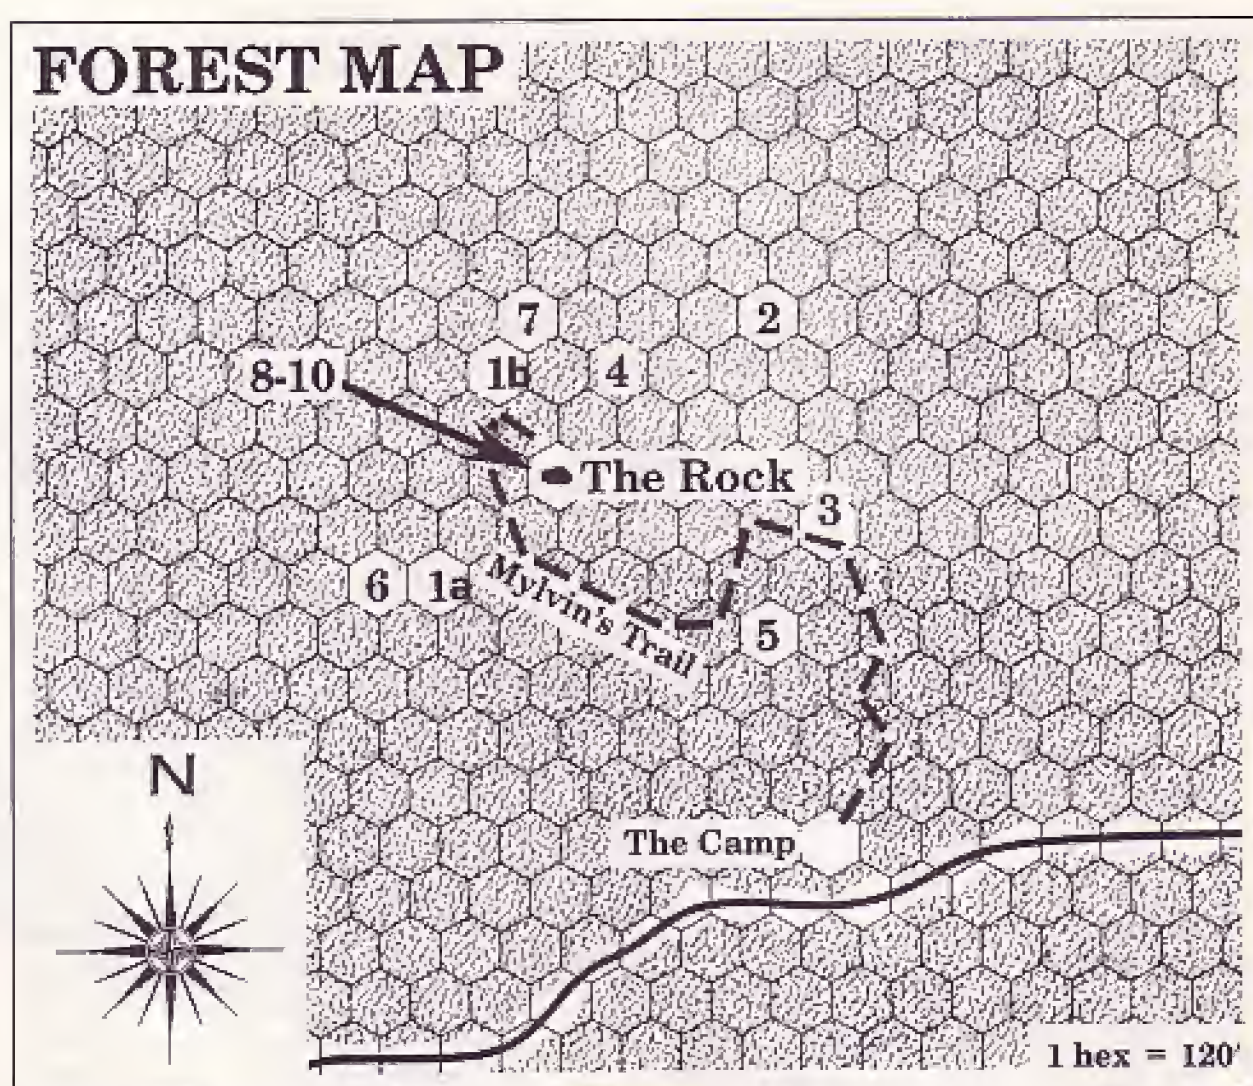 FOREST MAP
7
2
8-10
1b
4
The Rock
3
6
1a
Mylvin's Trail
5
N
The Camp
1 hex = 120'